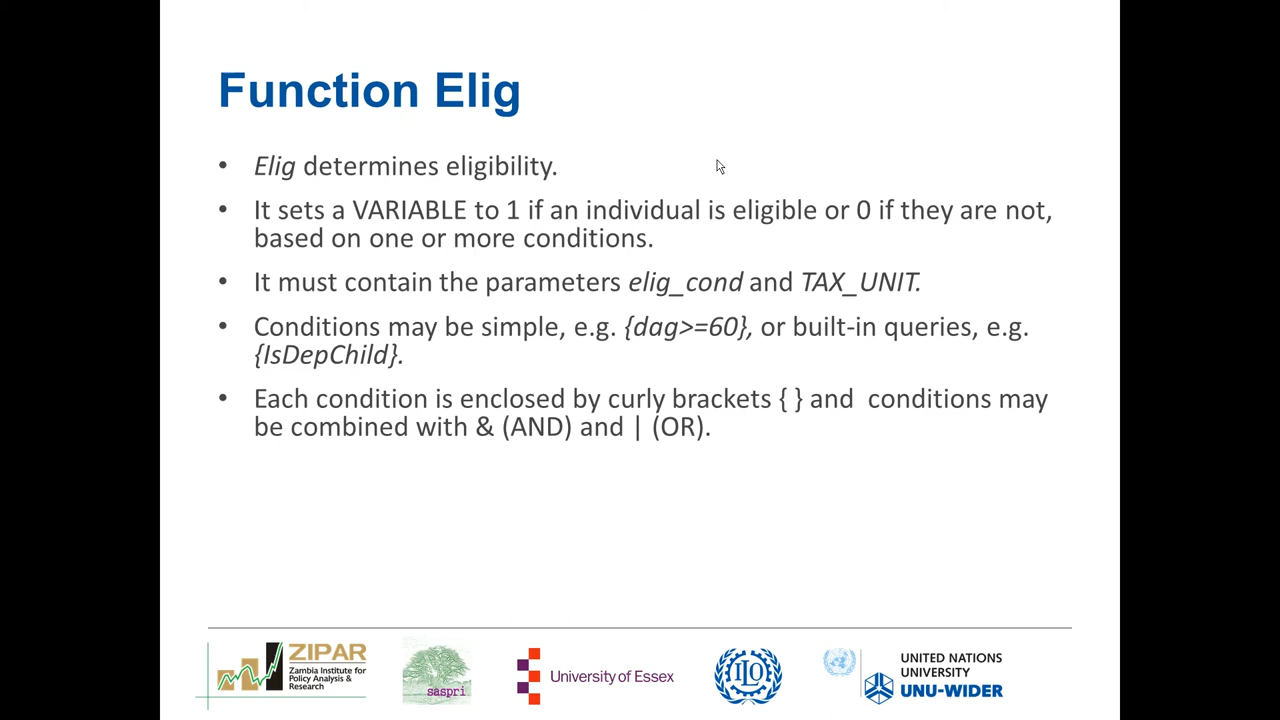 Function Elig
• Elig determines eligibility.
• It sets a VARIABLE to 1 if an individual is eligible or 0 if they are not,
based on one or more conditions.
• It must contain the parameters elig_cond and TAX_UNIT.
• Conditions may be simple, e.g. {dag>=60}, or built-in queries, e.g.
{IsDepChild}.
• Each condition is enclosed by curly brackets { } and  conditions may
be combined with & (AND) and | (OR).
ZIPAR
Zambia Institute for
Policy Analysis &
Research
saspri
University of Essex
ILO
UNITED NATIONS
UNIVERSITY
UNU-WIDER